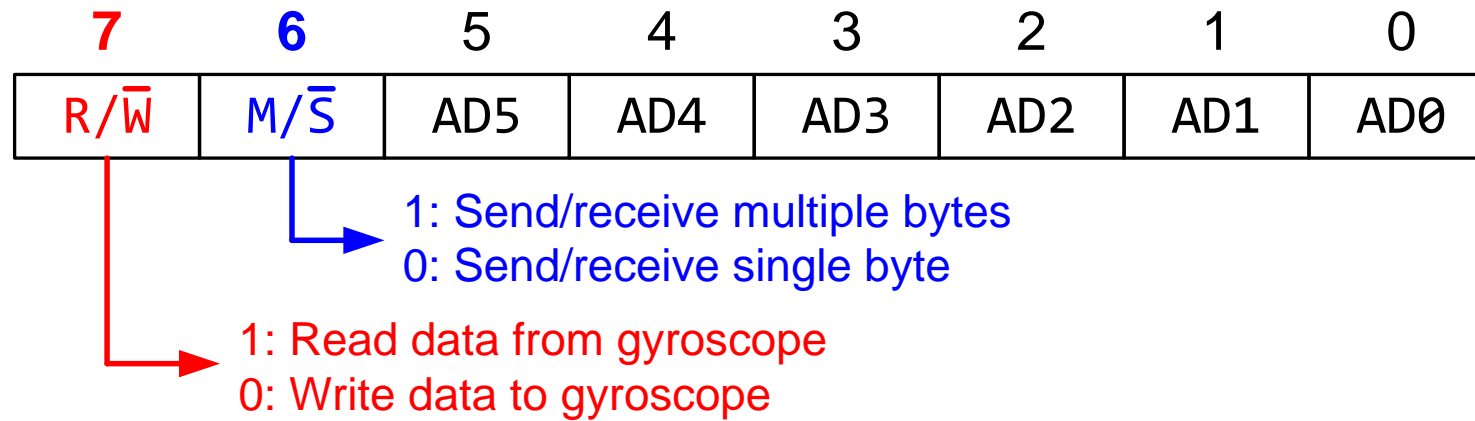 7 6 5 4 3 2 1 0
R/W̅ M/S̅ AD5 AD4 AD3 AD2 AD1 AD0
1: Send/receive multiple bytes
0: Send/receive single byte
1: Read data from gyroscope
0: Write data to gyroscope